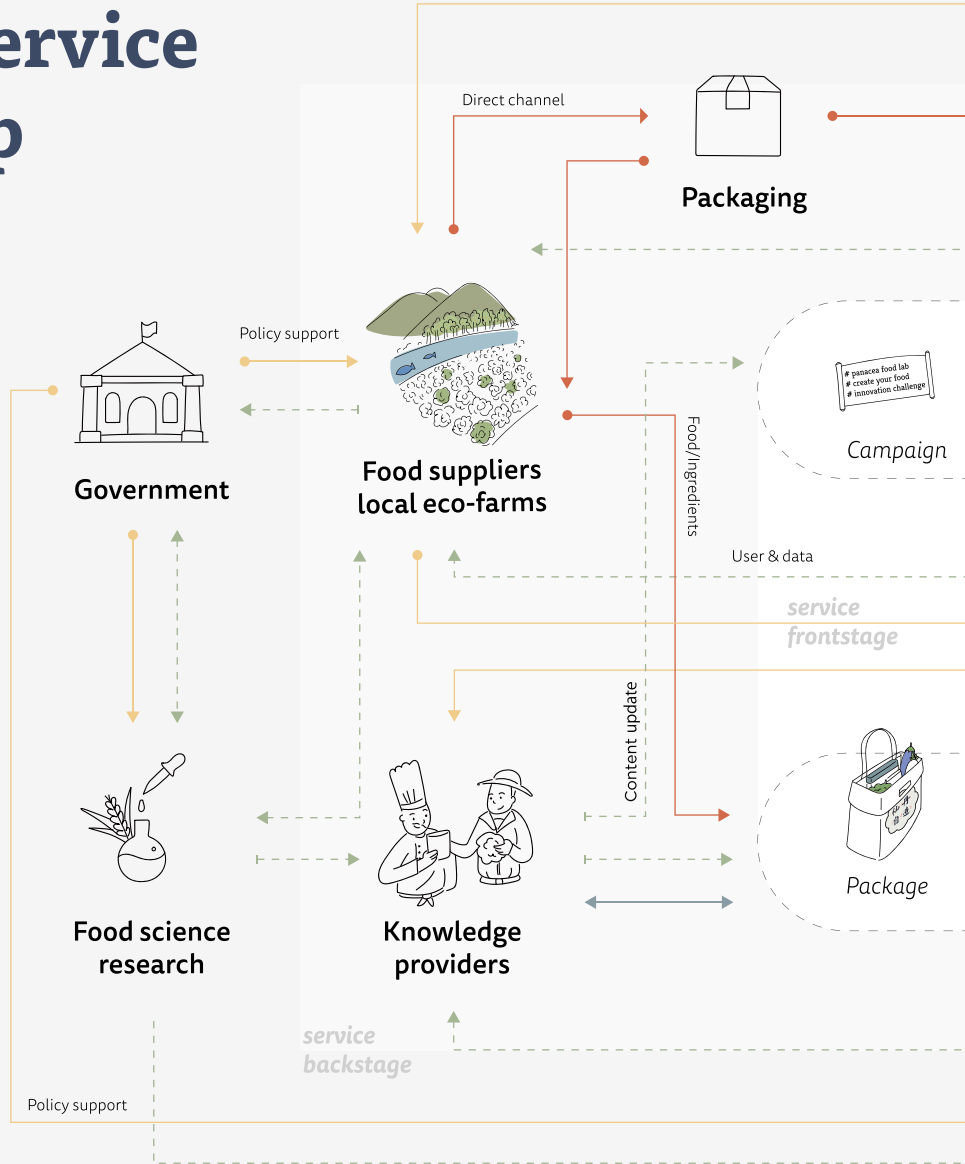 ervice
p
Direct channel
Packaging
Policy support
# panacea food lab
# create your food
# innovation challenge
Campaign
Government
Food suppliers
local eco-farms
Food/Ingredients
User & data
service
frontstage
Content update
Package
Food science
research
Knowledge
providers
service
backstage
Policy support